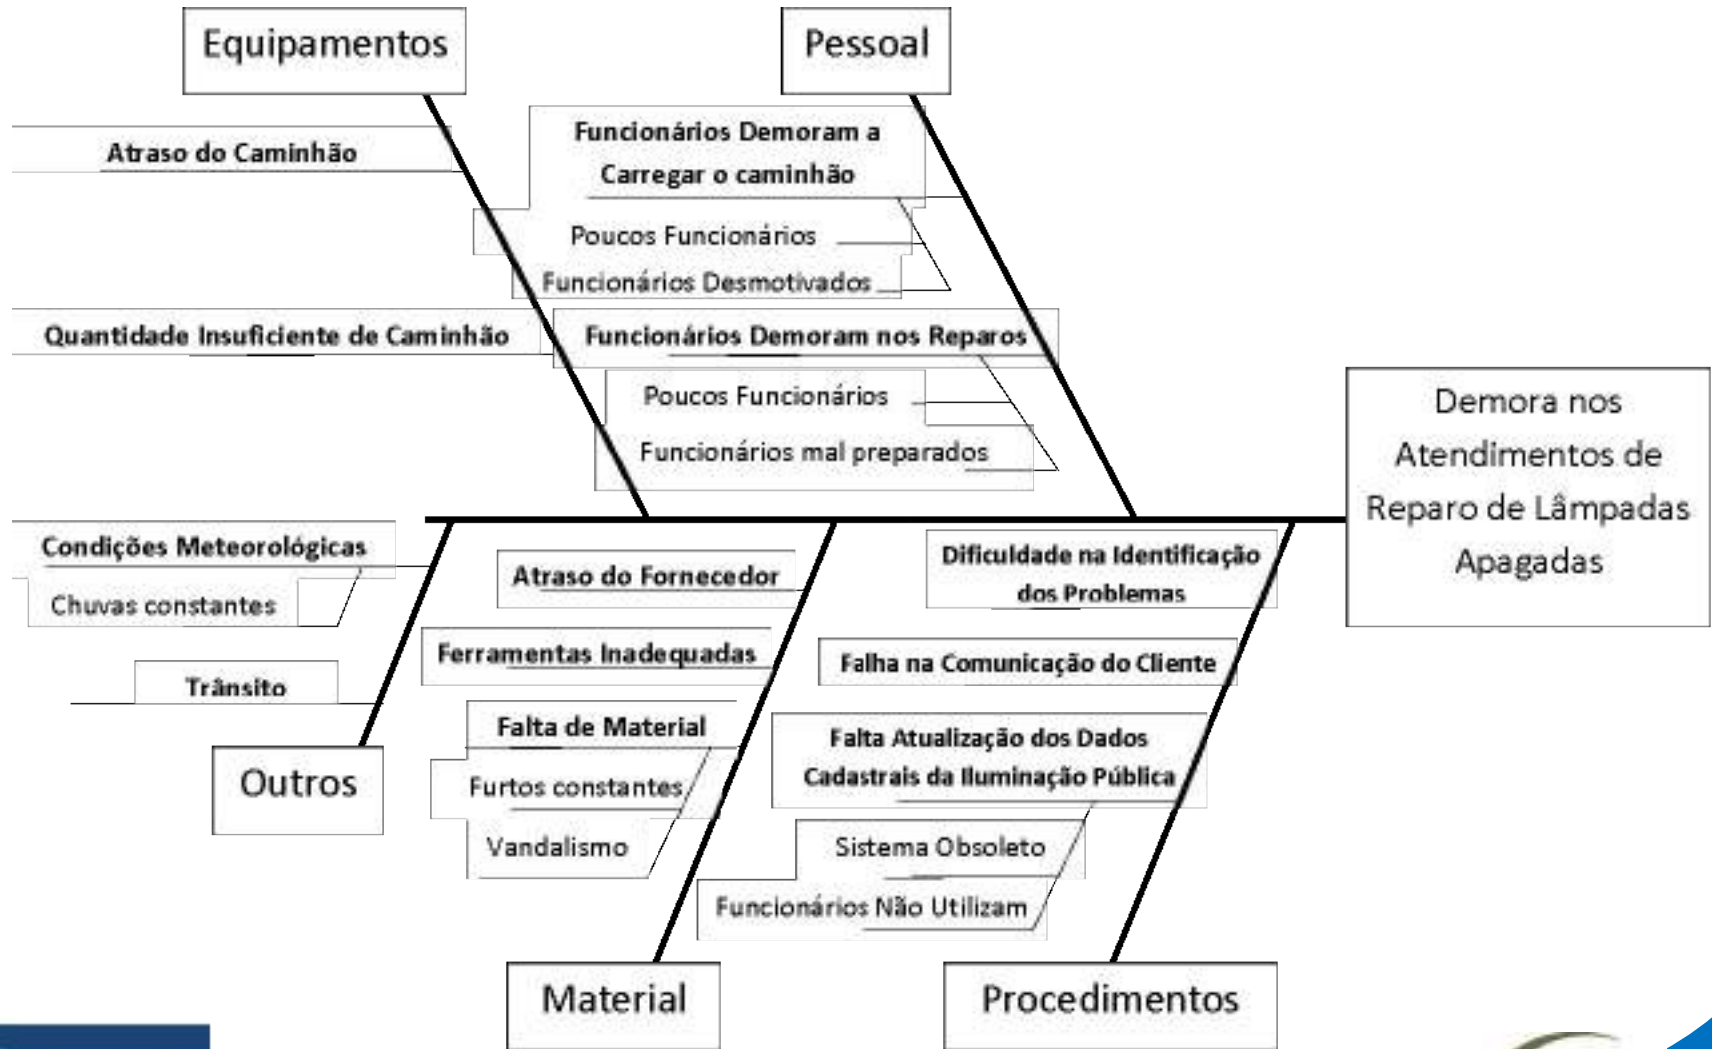 Equipamentos
Pessoal
Atraso do Caminhão
Funcionários Demoram a
Carregar o caminhão
Poucos Funcionários
Funcionários Desmotivados
Quantidade Insuficiente de Caminhão
Funcionários Demoram nos Reparos
Poucos Funcionários
Funcionários mal preparados
Demora nos
Atendimentos de
Reparo de Lâmpadas
Apagadas
Condições Meteorológicas
Chuvas constantes
Trânsito
Outros
Atraso do Fornecedor
Ferramentas Inadequadas
Falta de Material
Furtos constantes
Vandalismo
Material
Dificuldade na Identificação
dos Problemas
Falha na Comunicação do Cliente
Falta Atualização dos Dados
Cadastrais da Iluminação Pública
Sistema Obsoleto
Funcionários Não Utilizam
Procedimentos